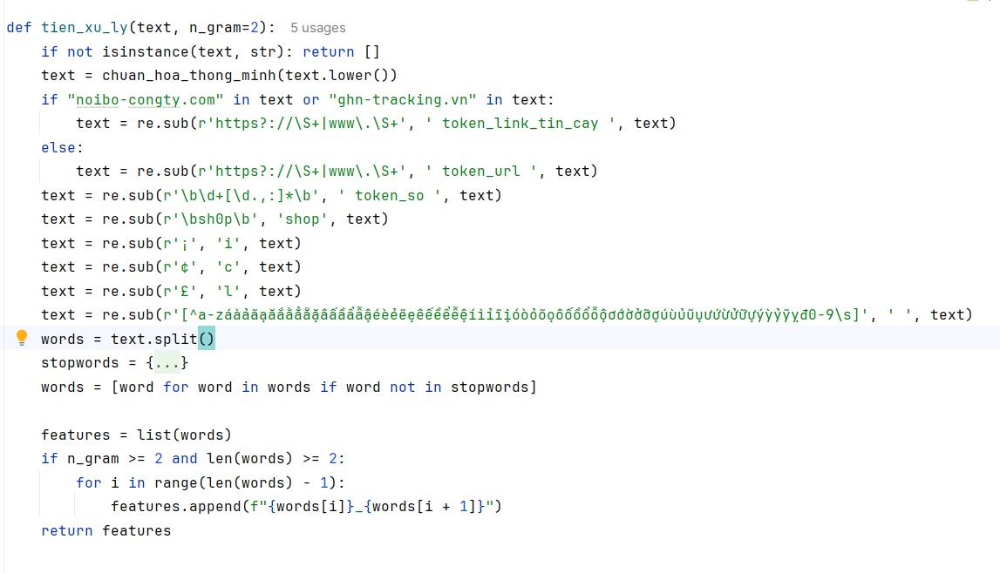 def tien_xu_ly(text, n_gram=2):  5 usages
    if not isinstance(text, str): return []
    text = chuan_hoa_thong_minh(text.lower())
    if "noibo-congty.com" in text or "ghn-tracking.vn" in text:
        text = re.sub(r'https?://\S+|www\.\S+', ' token_link_tin_cay ', text)
    else:
        text = re.sub(r'https?://\S+|www\.\S+', ' token_url ', text)
    text = re.sub(r'\b\d+[\d.,:]*\b', ' token_so ', text)
    text = re.sub(r'\bsh0p\b', 'shop', text)
    text = re.sub(r'¡', 'i', text)
    text = re.sub(r'¢', 'c', text)
    text = re.sub(r'£', 'l', text)
    text = re.sub(r'[^a-záàảãạăắằẳẵặâấầẩẫậéèẻẽẹêếềểễệíìỉĩịóòỏõọôốồổỗộơớờởỡợúùủũụưứừửữựýỳỷỹỵđ0-9\s]', ' ', text)
    words = text.split()
    stopwords = {...}
    words = [word for word in words if word not in stopwords]
    features = list(words)
    if n_gram >= 2 and len(words) >= 2:
        for i in range(len(words) - 1):
            features.append(f"{words[i]}_{words[i + 1]}")
    return features